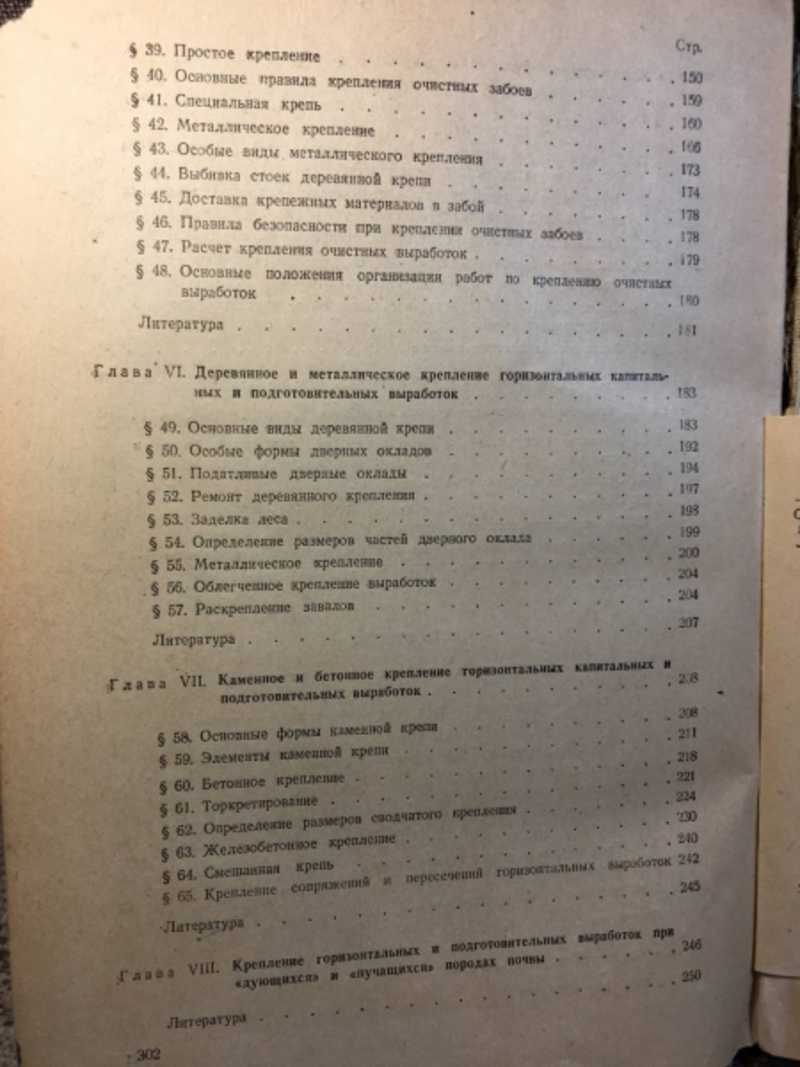 Стр.
§ 39. Простое крепление . . . . . . . . . . . . . 150
§ 40. Основные правила крепления очистных забоев . . . . . 159
§ 41. Специальная крепь . . . . . . . . . . . . . 160
§ 42. Металлическое крепление . . . . . . . . . . . 166
§ 43. Особые виды металлического крепления . . . . . . . 173
§ 44. Выбивка стоек деревянной крепи . . . . . . . . . 174
§ 45. Доставка крепежных материалов в забой . . . . . . . 178
§ 46. Правила безопасности при креплении очистных забоев . . . . 178
§ 47. Расчет крепления очистных выработок . . . . . . . . 179
§ 48. Основные положения организации работ по креплению очистных
выработок . . . . . . . . . . . . . . 180
Литература . . . . . . . . . . . . . . . . 181
Глава VI. Деревянное и металлическое крепление горизонтальных капиталь-
ных и подготовительных выработок . . . . . . . . 183
§ 49. Основные виды деревянной крепи . . . . . . . . . 183
§ 50. Особые формы дверных окладов . . . . . . . . . 192
§ 51. Податливые дверные оклады . . . . . . . . . . 194
§ 52. Ремонт деревянного крепления . . . . . . . . . . 197
§ 53. Заделка леса . . . . . . . . . . . . . . . 198
§ 54. Определение размеров частей дверного оклада . . . . . 199
§ 55. Металлическое крепление . . . . . . . . . . . 200
§ 56. Облегченное крепление выработок . . . . . . . . . 204
§ 57. Раскрепление завалов . . . . . . . . . . . . 204
Литература . . . . . . . . . . . . . . . . 207
Глава VII. Каменное и бетонное крепление горизонтальных капитальных и
подготовительных выработок . . . . . . . . . . 208
§ 58. Основные формы каменной крепи . . . . . . . . . 208
§ 59. Элементы каменной крепи . . . . . . . . . . . 211
§ 60. Бетонное крепление . . . . . . . . . . . . . 218
§ 61. Торкретирование . . . . . . . . . . . . . . 221
§ 62. Определение размеров сводчатого крепления . . . . . . 224
§ 63. Железобетонное крепление . . . . . . . . . . . 230
§ 64. Смешанная крепь . . . . . . . . . . . . . 240
§ 65. Крепление сопряжений и пересечений горизонтальных выработок 242
Литература . . . . . . . . . . . . . . . . 245
Глава VIII. Крепление горизонтальных и подготовительных выработок при
«дующихся» и «пучащихся» породах почвы . . . . . . 246
Литература . . . . . . . . . . . . . . . . 250
302